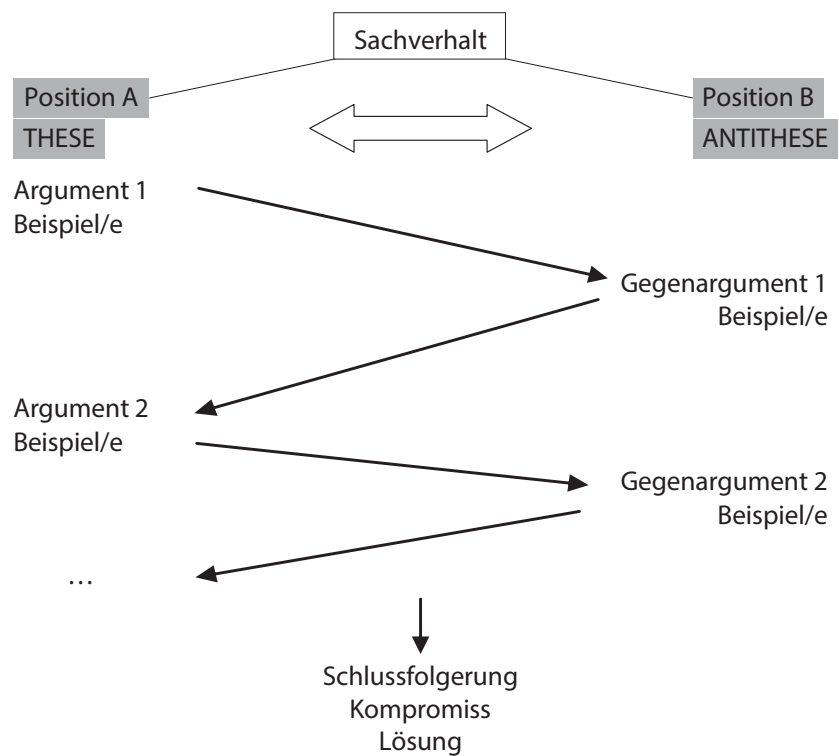 Sachverhalt
Position A
Position B
THESE
ANTITHESE
Argument 1
Beispiel/e
Gegenargument 1
Beispiel/e
Argument 2
Beispiel/e
Gegenargument 2
Beispiel/e
…
Schlussfolgerung
Kompromiss
Lösung